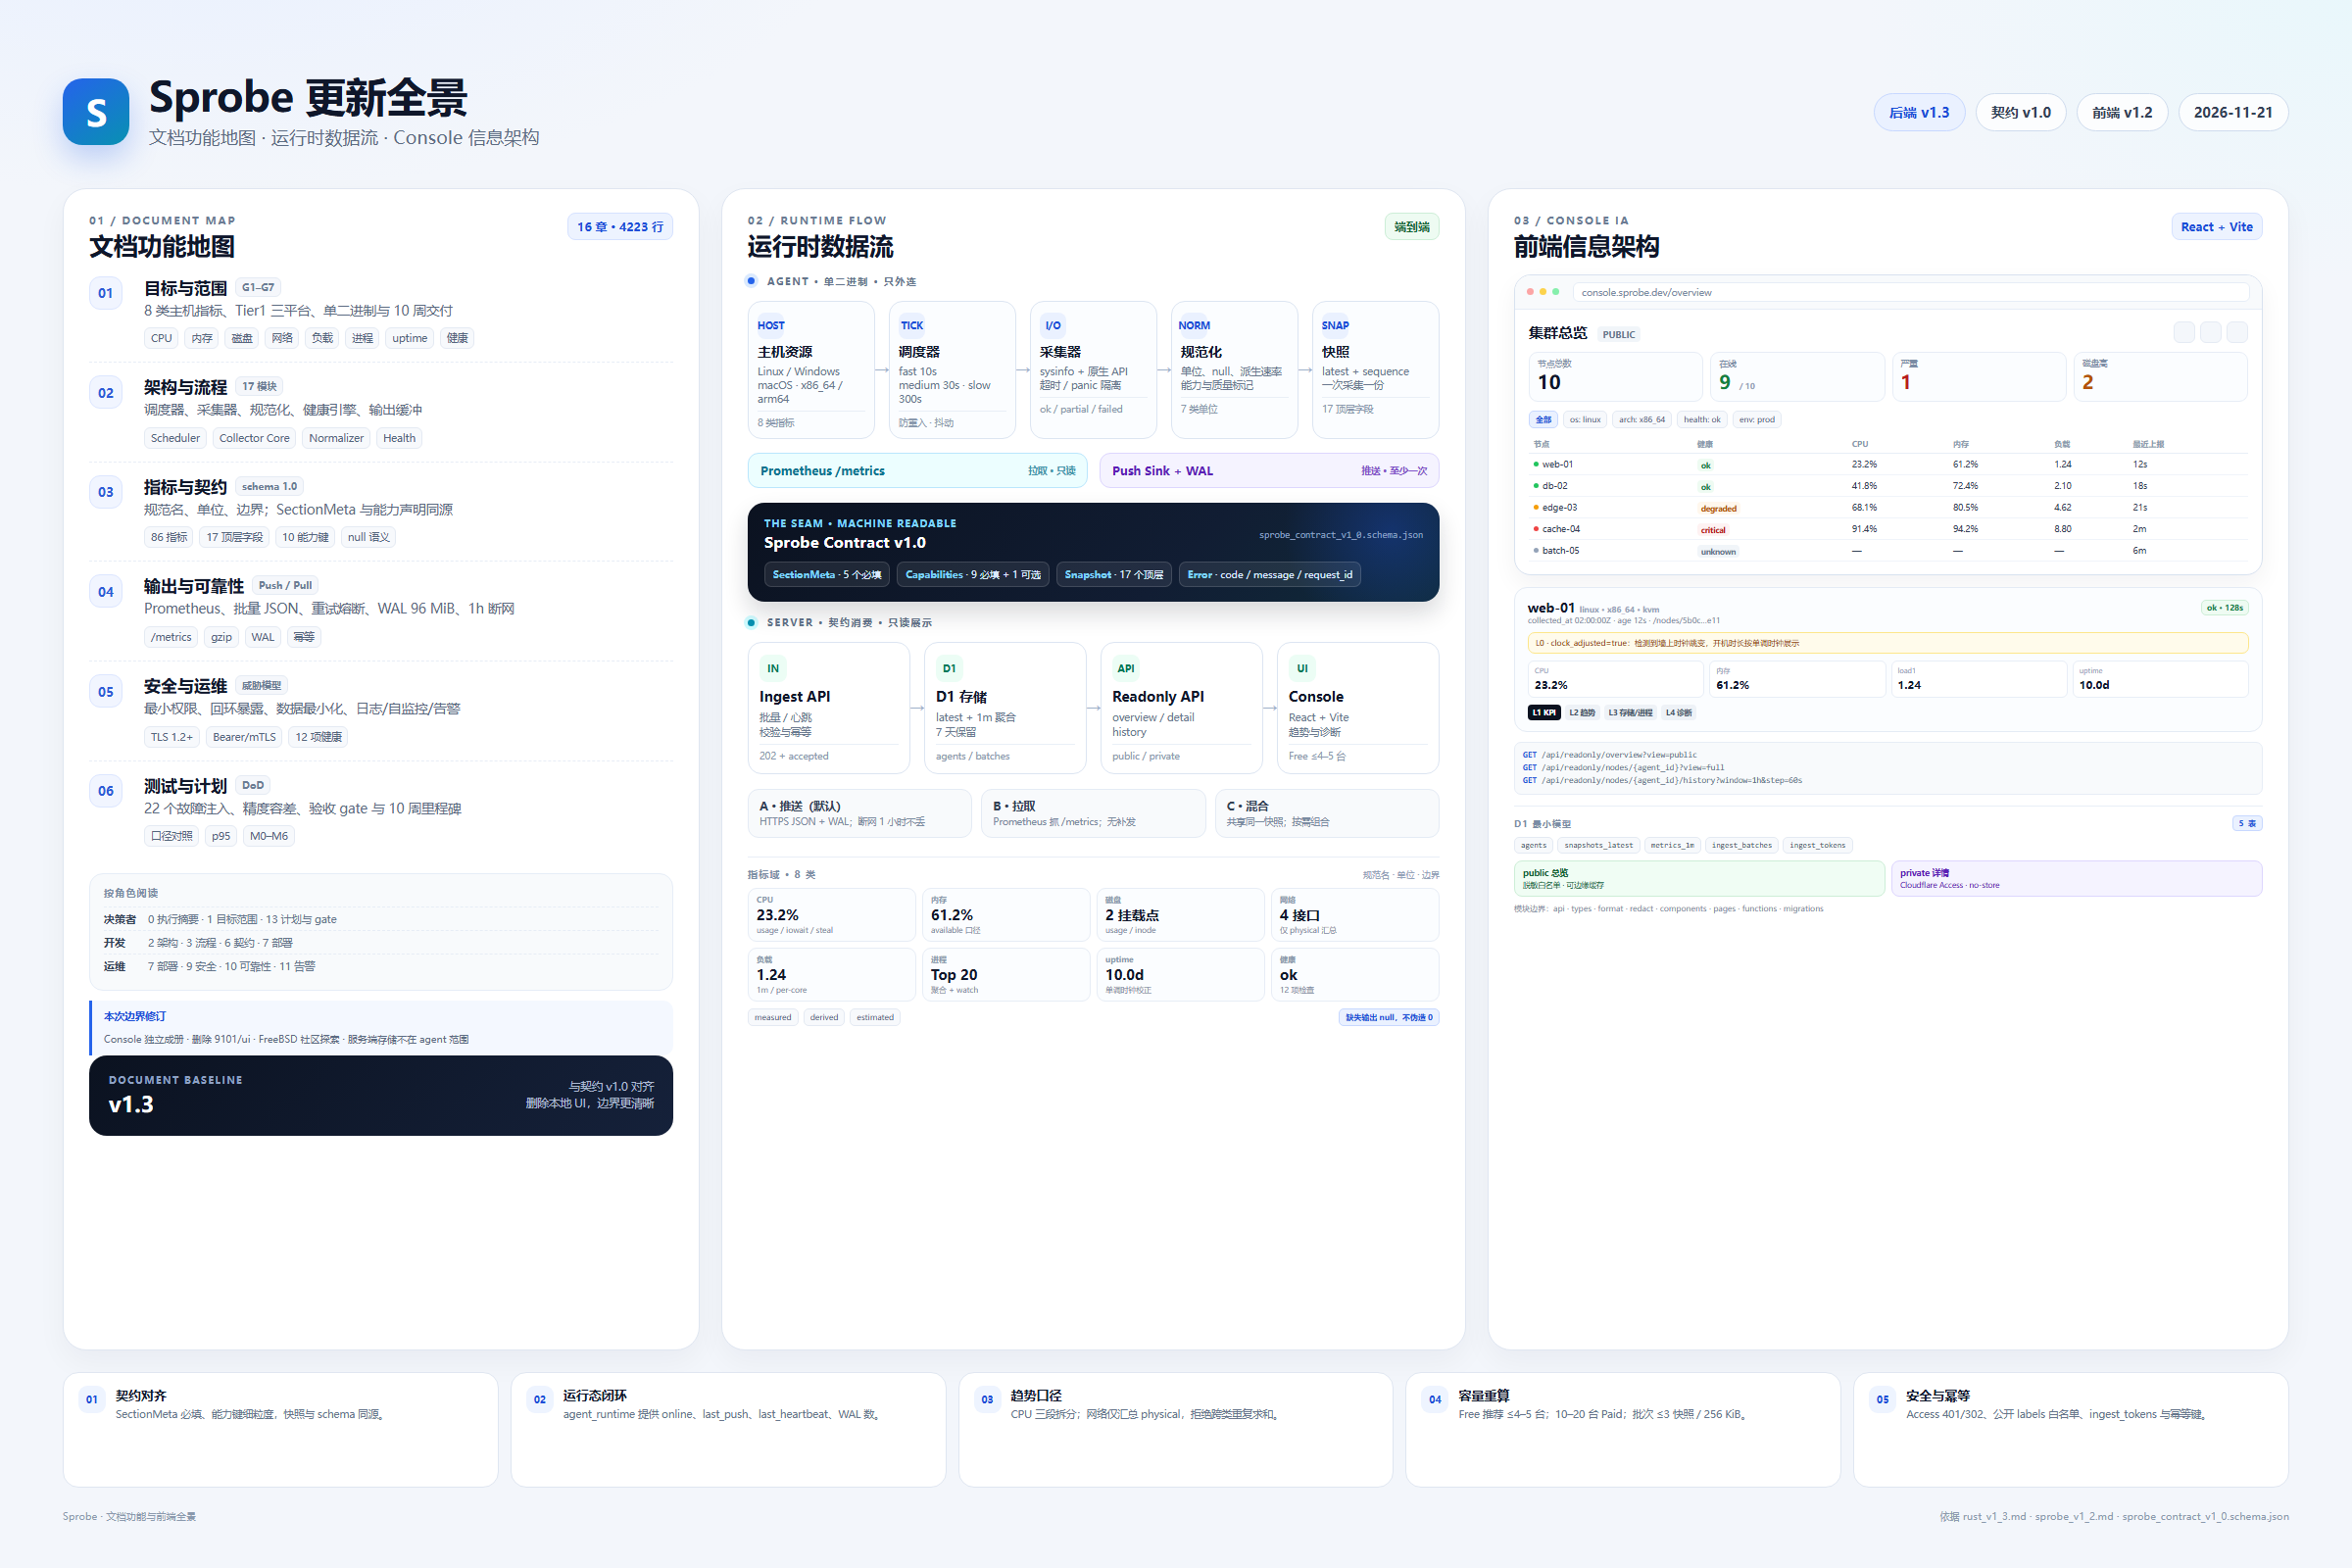 S
Sprobe 更新全景
文档功能地图 · 运行时数据流 · Console 信息架构
后端 v1.3
契约 v1.0
前端 v1.2
2026-11-21
01 / DOCUMENT MAP
文档功能地图
16 章 • 4223 行
01
目标与范围 G1–G7
8 类主机指标、Tier1 三平台、单二进制与 10 周交付
CPU 内存 磁盘 网络 负载 进程 uptime 健康
02
架构与流程 17 模块
调度器、采集器、规范化、健康引擎、输出缓冲
Scheduler Collector Core Normalizer Health
03
指标与契约 schema 1.0
规范名、单位、边界；SectionMeta 与能力声明同源
86 指标 17 顶层字段 10 能力键 null 语义
04
输出与可靠性 Push / Pull
Prometheus、批量 JSON、重试熔断、WAL 96 MiB、1h 断网
/metrics gzip WAL 幂等
05
安全与运维 威胁模型
最小权限、回环暴露、数据最小化、日志/自监控/告警
TLS 1.2+ Bearer/mTLS 12 项健康
06
测试与计划 DoD
22 个故障注入、精度容差、验收 gate 与 10 周里程碑
口径对照 p95 M0–M6
按角色阅读
决策者 0 执行摘要 · 1 目标范围 · 13 计划与 gate
开发 2 架构 · 3 流程 · 6 契约 · 7 部署
运维 7 部署 · 9 安全 · 10 可靠性 · 11 告警
本次边界修订
Console 独立成册 · 删除 9101/ui · FreeBSD 社区探索 · 服务端存储不在 agent 范围
DOCUMENT BASELINE
v1.3
与契约 v1.0 对齐
删除本地 UI，边界更清晰
02 / RUNTIME FLOW
运行时数据流
端到端
AGENT • 单二进制 • 只外连
HOST
主机资源
Linux / Windows
macOS · x86_64 /
arm64
8 类指标
TICK
调度器
fast 10s
medium 30s · slow
300s
防重入 · 抖动
I/O
采集器
sysinfo + 原生 API
超时 / panic 隔离
ok / partial / failed
NORM
规范化
单位、null、派生速率
能力与质量标记
7 类单位
SNAP
快照
latest + sequence
一次采集一份
17 顶层字段
Prometheus /metrics 拉取 • 只读
Push Sink + WAL 推送 • 至少一次
THE SEAM • MACHINE READABLE
Sprobe Contract v1.0
sprobe_contract_v1_0.schema.json
SectionMeta · 5 个必填 Capabilities · 9 必填 + 1 可选 Snapshot · 17 个顶层 Error · code / message / request_id
SERVER • 契约消费 • 只读展示
IN
Ingest API
批量 / 心跳
校验与幂等
202 + accepted
D1
D1 存储
latest + 1m 聚合
7 天保留
agents / batches
API
Readonly API
overview / detail
history
public / private
UI
Console
React + Vite
趋势与诊断
Free ≤4–5 台
A • 推送（默认）
HTTPS JSON + WAL；断网 1 小时不丢
B • 拉取
Prometheus 抓 /metrics；无补发
C • 混合
共享同一快照；按需组合
指标域 • 8 类
规范名 · 单位 · 边界
CPU
23.2%
usage / iowait / steal
内存
61.2%
available 口径
磁盘
2 挂载点
usage / inode
网络
4 接口
仅 physical 汇总
负载
1.24
1m / per-core
进程
Top 20
聚合 + watch
uptime
10.0d
单调时钟校正
健康
ok
12 项检查
measured derived estimated
缺失输出 null，不伪造 0
03 / CONSOLE IA
前端信息架构
React + Vite
console.sprobe.dev/overview
集群总览 PUBLIC
节点总数
10
在线
9 / 10
严重
1
磁盘高
2
全部 os: linux arch: x86_64 health: ok env: prod
节点 健康 CPU 内存 负载 最近上报
web-01 ok 23.2% 61.2% 1.24 12s
db-02 ok 41.8% 72.4% 2.10 18s
edge-03 degraded 68.1% 80.5% 4.62 21s
cache-04 critical 91.4% 94.2% 8.80 2m
batch-05 unknown — — — 6m
web-01 linux • x86_64 • kvm
collected_at 02:00:00Z · age 12s · /nodes/5b0c…e11
ok • 128s
L0 · clock_adjusted=true：检测到墙上时钟跳变，开机时长按单调时钟展示
CPU
23.2%
内存
61.2%
load1
1.24
uptime
10.0d
L1 KPI L2 趋势 L3 存储/进程 L4 诊断
GET /api/readonly/overview?view=public
GET /api/readonly/nodes/{agent_id}?view=full
GET /api/readonly/nodes/{agent_id}/history?window=1h&step=60s
D1 最小模型
5 表
agents snapshots_latest metrics_1m ingest_batches ingest_tokens
public 总览
脱敏白名单 · 可边缘缓存
private 详情
Cloudflare Access · no-store
模块边界：api · types · format · redact · components · pages · functions · migrations
01
契约对齐
SectionMeta 必填、能力键细粒度，快照与 schema 同源。
02
运行态闭环
agent_runtime 提供 online、last_push、last_heartbeat、WAL 数。
03
趋势口径
CPU 三段拆分；网络仅汇总 physical，拒绝跨类重复求和。
04
容量重算
Free 推荐 ≤4–5 台；10–20 台 Paid；批次 ≤3 快照 / 256 KiB。
05
安全与幂等
Access 401/302、公开 labels 白名单、ingest_tokens 与幂等键。
Sprobe · 文档功能与前端全景
依据 rust_v1_3.md · sprobe_v1_2.md · sprobe_contract_v1_0.schema.json